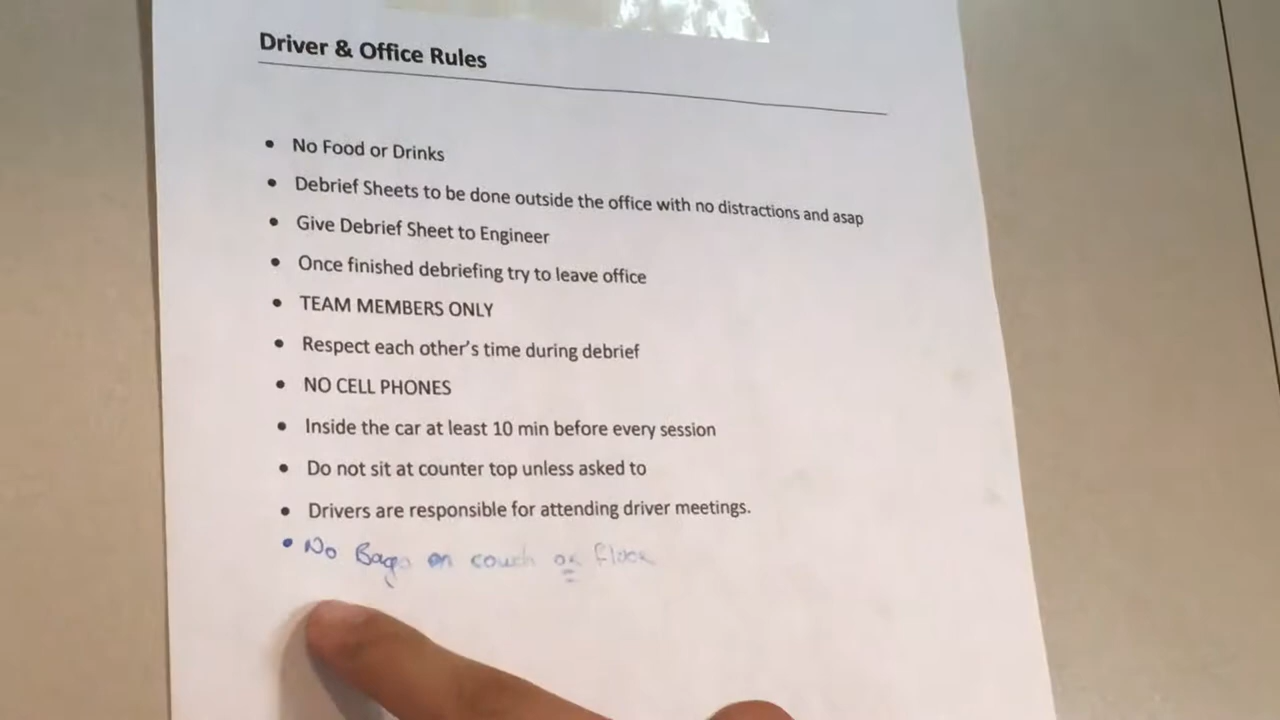 Driver & Office Rules
• No Food or Drinks
• Debrief Sheets to be done outside the office with no distractions and asap
• Give Debrief Sheet to Engineer
• Once finished debriefing try to leave office
• TEAM MEMBERS ONLY
• Respect each other's time during debrief
• NO CELL PHONES
• Inside the car at least 10 min before every session
• Do not sit at counter top unless asked to
• Drivers are responsible for attending driver meetings.
• No Bags on couch or floor